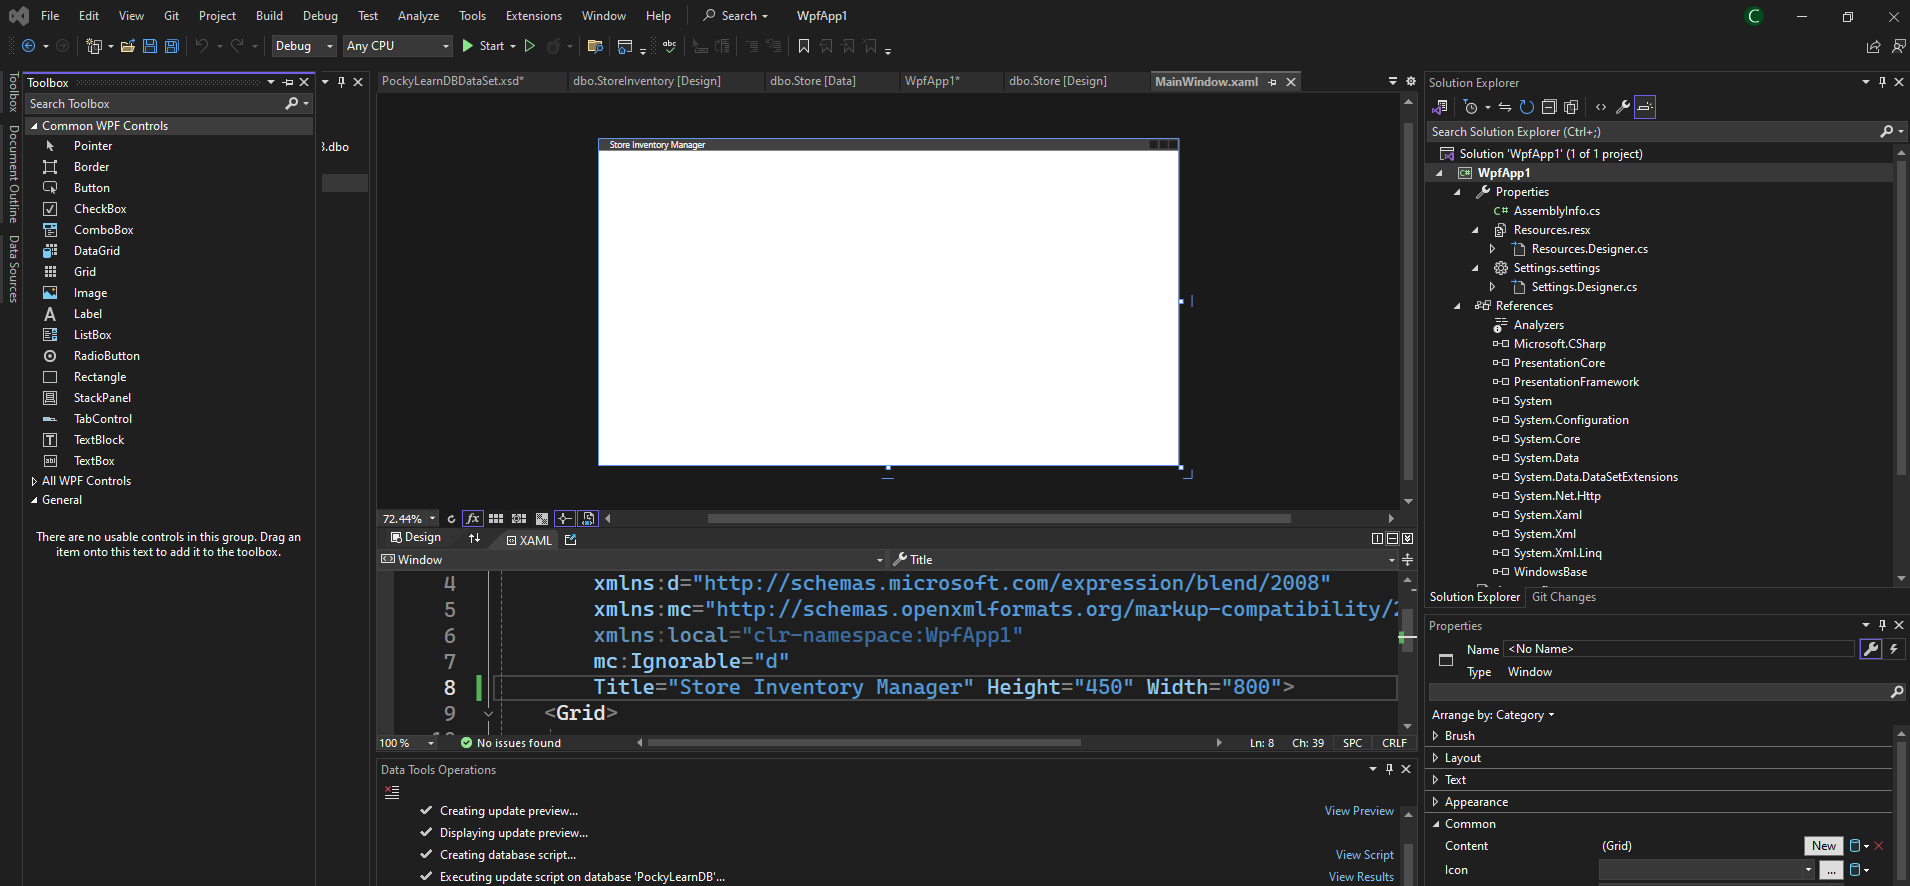 File Edit View Git Project Build Debug Test Analyze Tools Extensions Window Help Search WpfApp1 C
Debug Any CPU Start
Toolbox
Document Outline
Data Sources
Toolbox
Search Toolbox
Common WPF Controls
Pointer
Border
Button
CheckBox
ComboBox
DataGrid
Grid
Image
Label
ListBox
RadioButton
Rectangle
StackPanel
TabControl
TextBlock
TextBox
All WPF Controls
General
There are no usable controls in this group. Drag an
item onto this text to add it to the toolbox.
.dbo
PockyLearnDBDataSet.xsd* dbo.StoreInventory [Design] dbo.Store [Data] WpfApp1* dbo.Store [Design] MainWindow.xaml
Store Inventory Manager
72.44% fx
Design XAML
Window Title
4 xmlns:d="http://schemas.microsoft.com/expression/blend/2008"
5 xmlns:mc="http://schemas.openxmlformats.org/markup-compatibility/
6 xmlns:local="clr-namespace:WpfApp1"
7 mc:Ignorable="d"
8 Title="Store Inventory Manager" Height="450" Width="800">
9 <Grid>
100 % No issues found Ln: 8 Ch: 39 SPC CRLF
Data Tools Operations
Creating update preview... View Preview
Displaying update preview...
Creating database script... View Script
Executing update script on database 'PockyLearnDB'... View Results
Solution Explorer
Search Solution Explorer (Ctrl+;)
Solution 'WpfApp1' (1 of 1 project)
C# WpfApp1
Properties
C# AssemblyInfo.cs
Resources.resx
Resources.Designer.cs
Settings.settings
Settings.Designer.cs
References
Analyzers
Microsoft.CSharp
PresentationCore
PresentationFramework
System
System.Configuration
System.Core
System.Data
System.Data.DataSetExtensions
System.Net.Http
System.Xaml
System.Xml
System.Xml.Linq
WindowsBase
Solution Explorer Git Changes
Properties
Name <No Name>
Type Window
Arrange by: Category
Brush
Layout
Text
Appearance
Common
Content (Grid) New
Icon ...